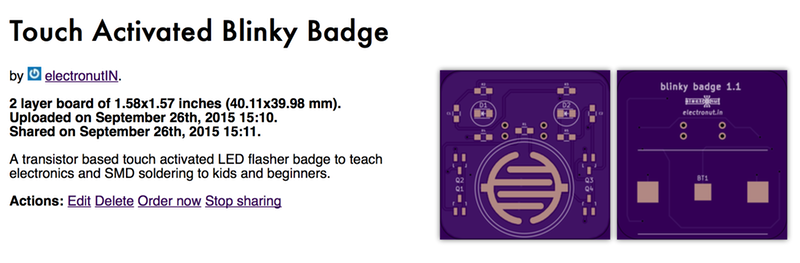 Touch Activated Blinky Badge
by electronutIN.
2 layer board of 1.58x1.57 inches (40.11x39.98 mm).
Uploaded on September 26th, 2015 15:10.
Shared on September 26th, 2015 15:11.
A transistor based touch activated LED flasher badge to teach
electronics and SMD soldering to kids and beginners.
Actions: Edit Delete Order now Stop sharing
D1
D2
Q2
Q1
Q3
Q4
blinky badge 1.1
electronut.in
BT1